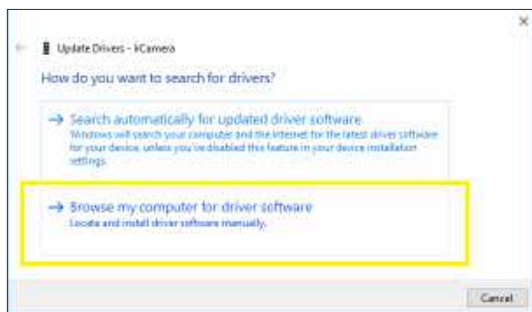 Update Drivers - irCamera
How do you want to search for drivers?
Search automatically for updated driver software
Windows will search your computer and the Internet for the latest driver software
for your device, unless you've disabled this feature in your device installation
settings.
Browse my computer for driver software
Locate and install driver software manually.
Cancel